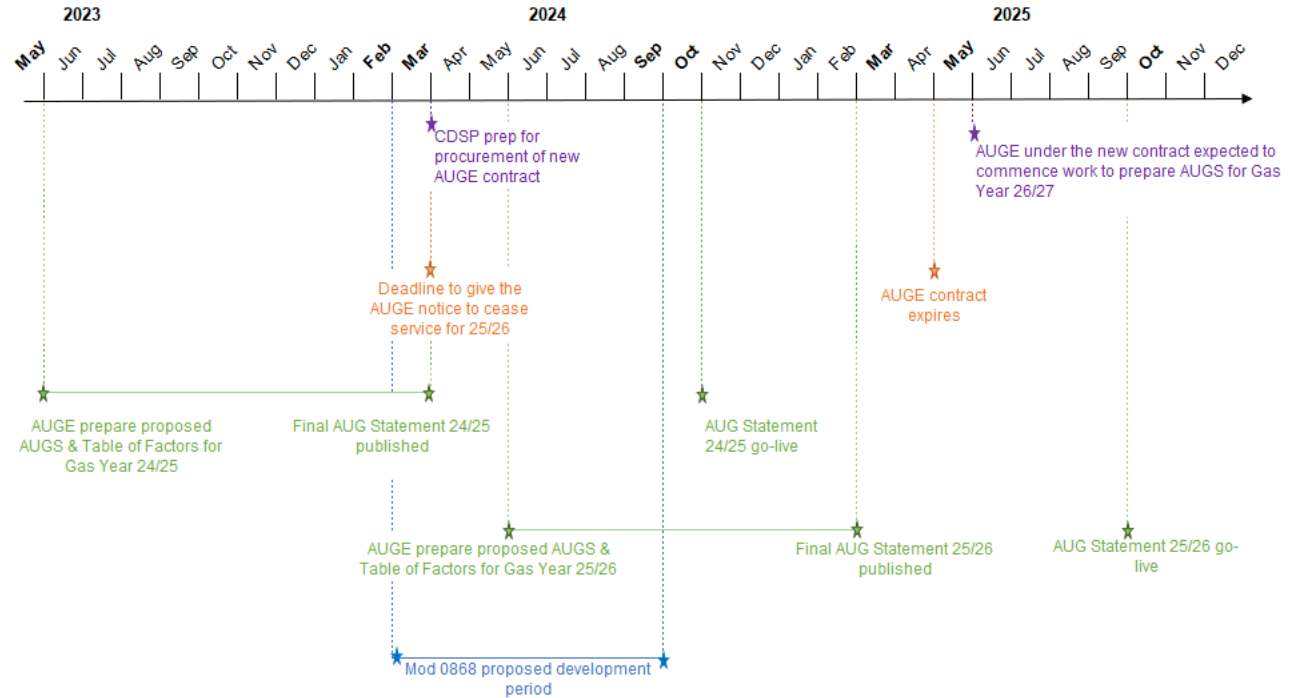 2023
2024
2025
May Jun Jul Aug Sep Oct Nov Dec Jan Feb Mar Apr May Jun Jul Aug Sep Oct Nov Dec Jan Feb Mar Apr May Jun Jul Aug Sep Oct Nov Dec
CDSP prep for
procurement of new
AUGE contract
AUGE under the new contract expected to
commence work to prepare AUGS for Gas
Year 26/27
Deadline to give the
AUGE notice to cease
service for 25/26
AUGE contract
expires
AUGE prepare proposed
AUGS & Table of Factors for
Gas Year 24/25
Final AUG Statement 24/25
published
AUG Statement
24/25 go-live
AUGE prepare proposed AUGS &
Table of Factors for Gas Year 25/26
Final AUG Statement 25/26
published
AUG Statement 25/26 go-
live
Mod 0868 proposed development
period